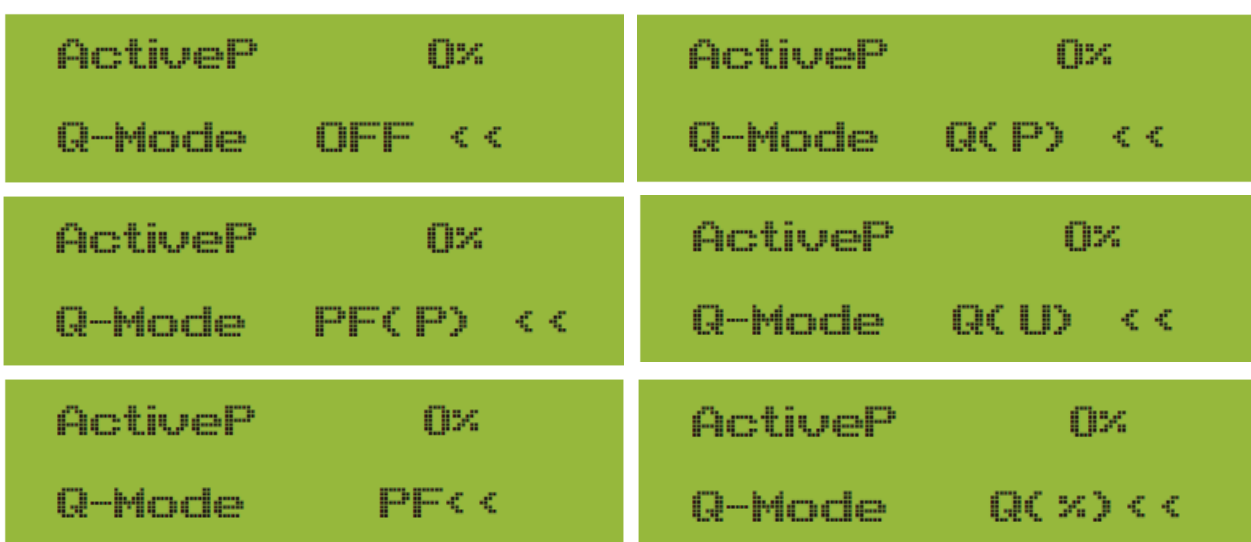 ActiveP 0%
Q-Mode OFF <<
ActiveP 0%
Q-Mode Q(P) <<
ActiveP 0%
Q-Mode PF(P) <<
ActiveP 0%
Q-Mode Q(U) <<
ActiveP 0%
Q-Mode PF<<
ActiveP 0%
Q-Mode Q(%)<<